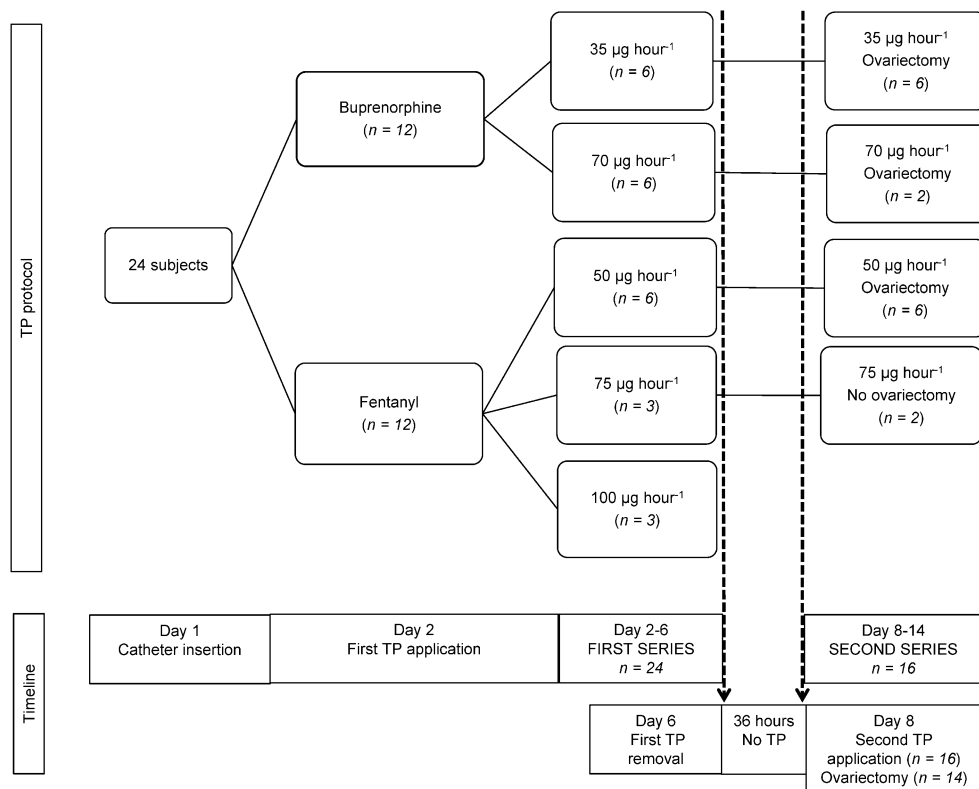 TP protocol
24 subjects
Buprenorphine
(n = 12)
Fentanyl
(n = 12)
35 µg hour⁻¹
(n = 6)
70 µg hour⁻¹
(n = 6)
50 µg hour⁻¹
(n = 6)
75 µg hour⁻¹
(n = 3)
100 µg hour⁻¹
(n = 3)
35 µg hour⁻¹
Ovariectomy
(n = 6)
70 µg hour⁻¹
Ovariectomy
(n = 2)
50 µg hour⁻¹
Ovariectomy
(n = 6)
75 µg hour⁻¹
No ovariectomy
(n = 2)
Timeline
Day 1
Catheter insertion
Day 2
First TP application
Day 2-6
FIRST SERIES
n = 24
Day 8-14
SECOND SERIES
n = 16
Day 6
First TP
removal
36 hours
No TP
Day 8
Second TP
application (n = 16)
Ovariectomy (n = 14)